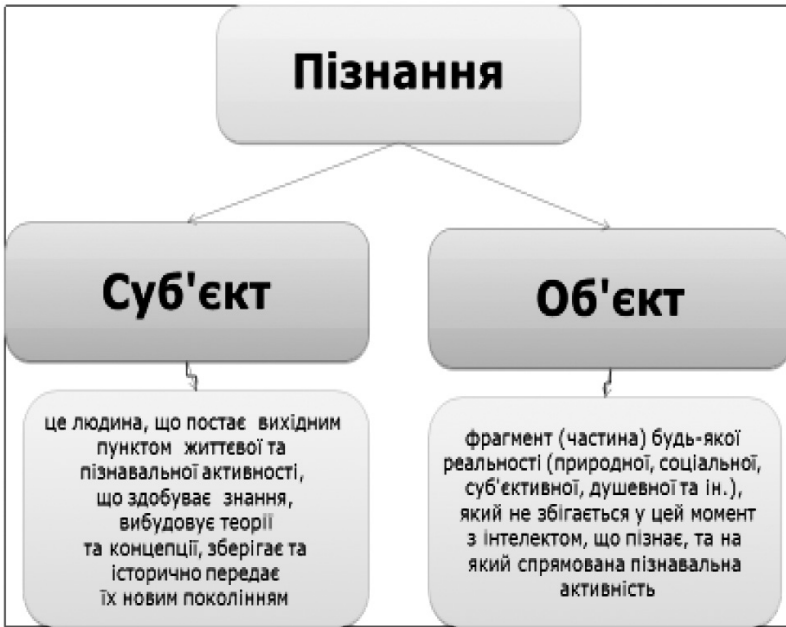 Пізнання
Суб'єкт
Об'єкт
це людина, що постає вихідним
пунктом життєвої та
пізнавальної активності,
що здобуває знання,
вибудовує теорії
та концепції, зберігає та
історично передає
їх новим поколінням
фрагмент (частина) будь-якої
реальності (природної, соціальної,
суб'єктивної, душевної та ін.),
який не збігається у цей момент
з інтелектом, що пізнає, та на
який спрямована пізнавальна
активність